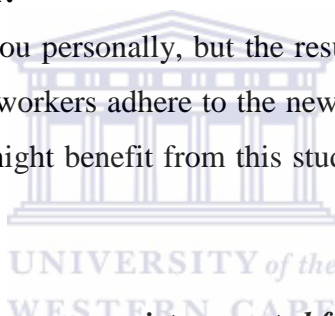 ou personally, but the resu
workers adhere to the new
night benefit from this stud
UNIVERSITY of the
WESTERN CAPE